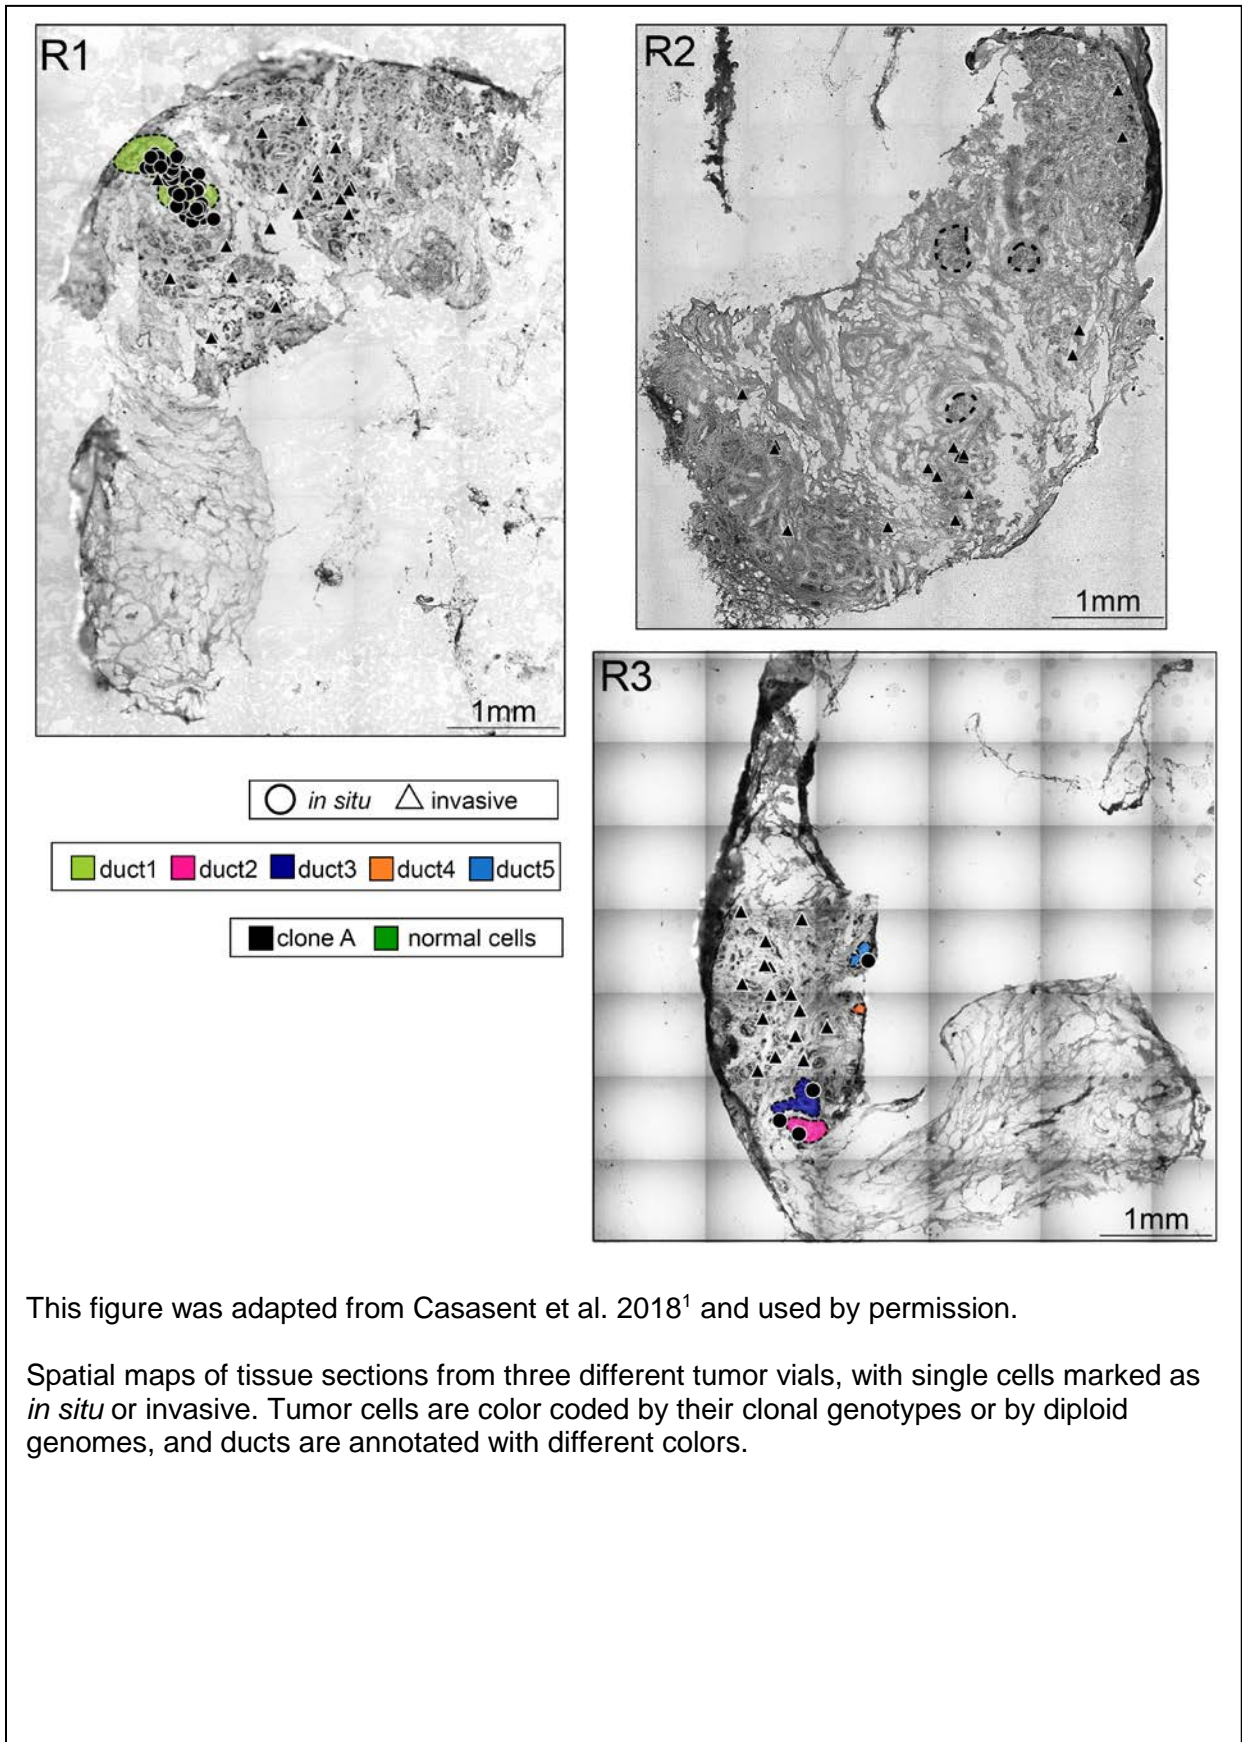 R1
R2
1mm
1mm
R3
in situ invasive
duct1 duct2 duct3 duct4 duct5
clone A normal cells
1mm
This figure was adapted from Casasent et al. 2018¹ and used by permission.
Spatial maps of tissue sections from three different tumor vials, with single cells marked as
in situ or invasive. Tumor cells are color coded by their clonal genotypes or by diploid
genomes, and ducts are annotated with different colors.